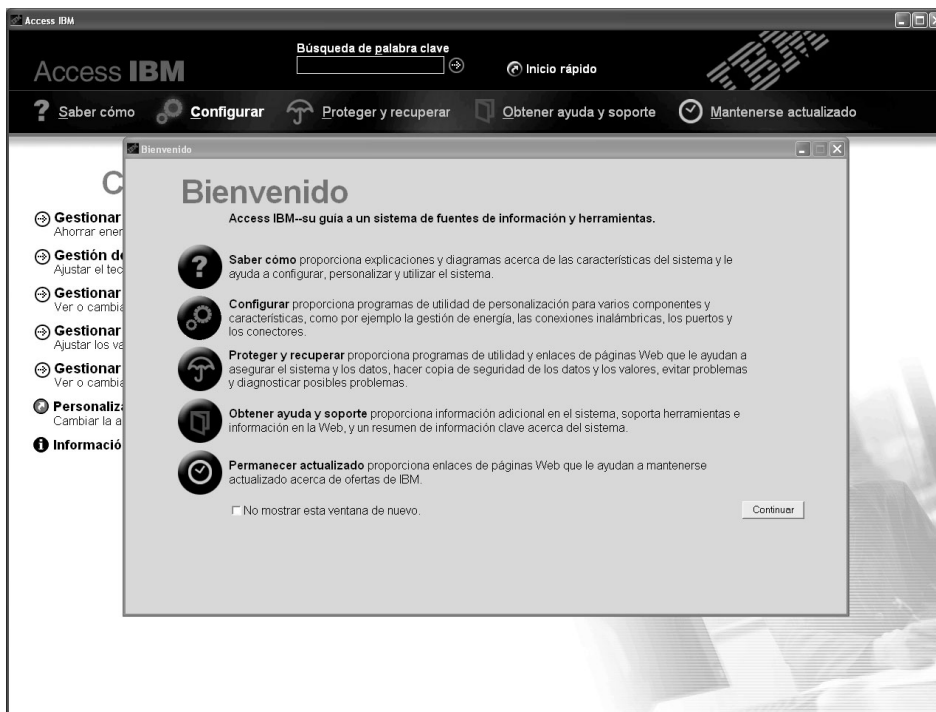 Access IBM
Búsqueda de palabra clave
Access IBM
Inicio rápido
IBM
Saber cómo
Configurar
Proteger y recuperar
Obtener ayuda y soporte
Mantenerse actualizado
Bienvenido
C
Gestionar
Ahorrar ener
Gestión de
Ajustar el tec
Gestionar
Ver o cambia
Gestionar
Ajustar los va
Gestionar
Ver o cambia
Personaliza
Cambiar la a
Informació
Bienvenido
Access IBM--su guía a un sistema de fuentes de información y herramientas.
Saber cómo proporciona explicaciones y diagramas acerca de las características del sistema y le
ayuda a configurar, personalizar y utilizar el sistema.
Configurar proporciona programas de utilidad de personalización para varios componentes y
características, como por ejemplo la gestión de energía, las conexiones inalámbricas, los puertos y
los conectores.
Proteger y recuperar proporciona programas de utilidad y enlaces de páginas Web que le ayudan a
asegurar el sistema y los datos, hacer copia de seguridad de los datos y los valores, evitar problemas
y diagnosticar posibles problemas.
Obtener ayuda y soporte proporciona información adicional en el sistema, soporta herramientas e
información en la Web, y un resumen de información clave acerca del sistema.
Permanecer actualizado proporciona enlaces de páginas Web que le ayudan a mantenerse
actualizado acerca de ofertas de IBM.
No mostrar esta ventana de nuevo.
Continuar